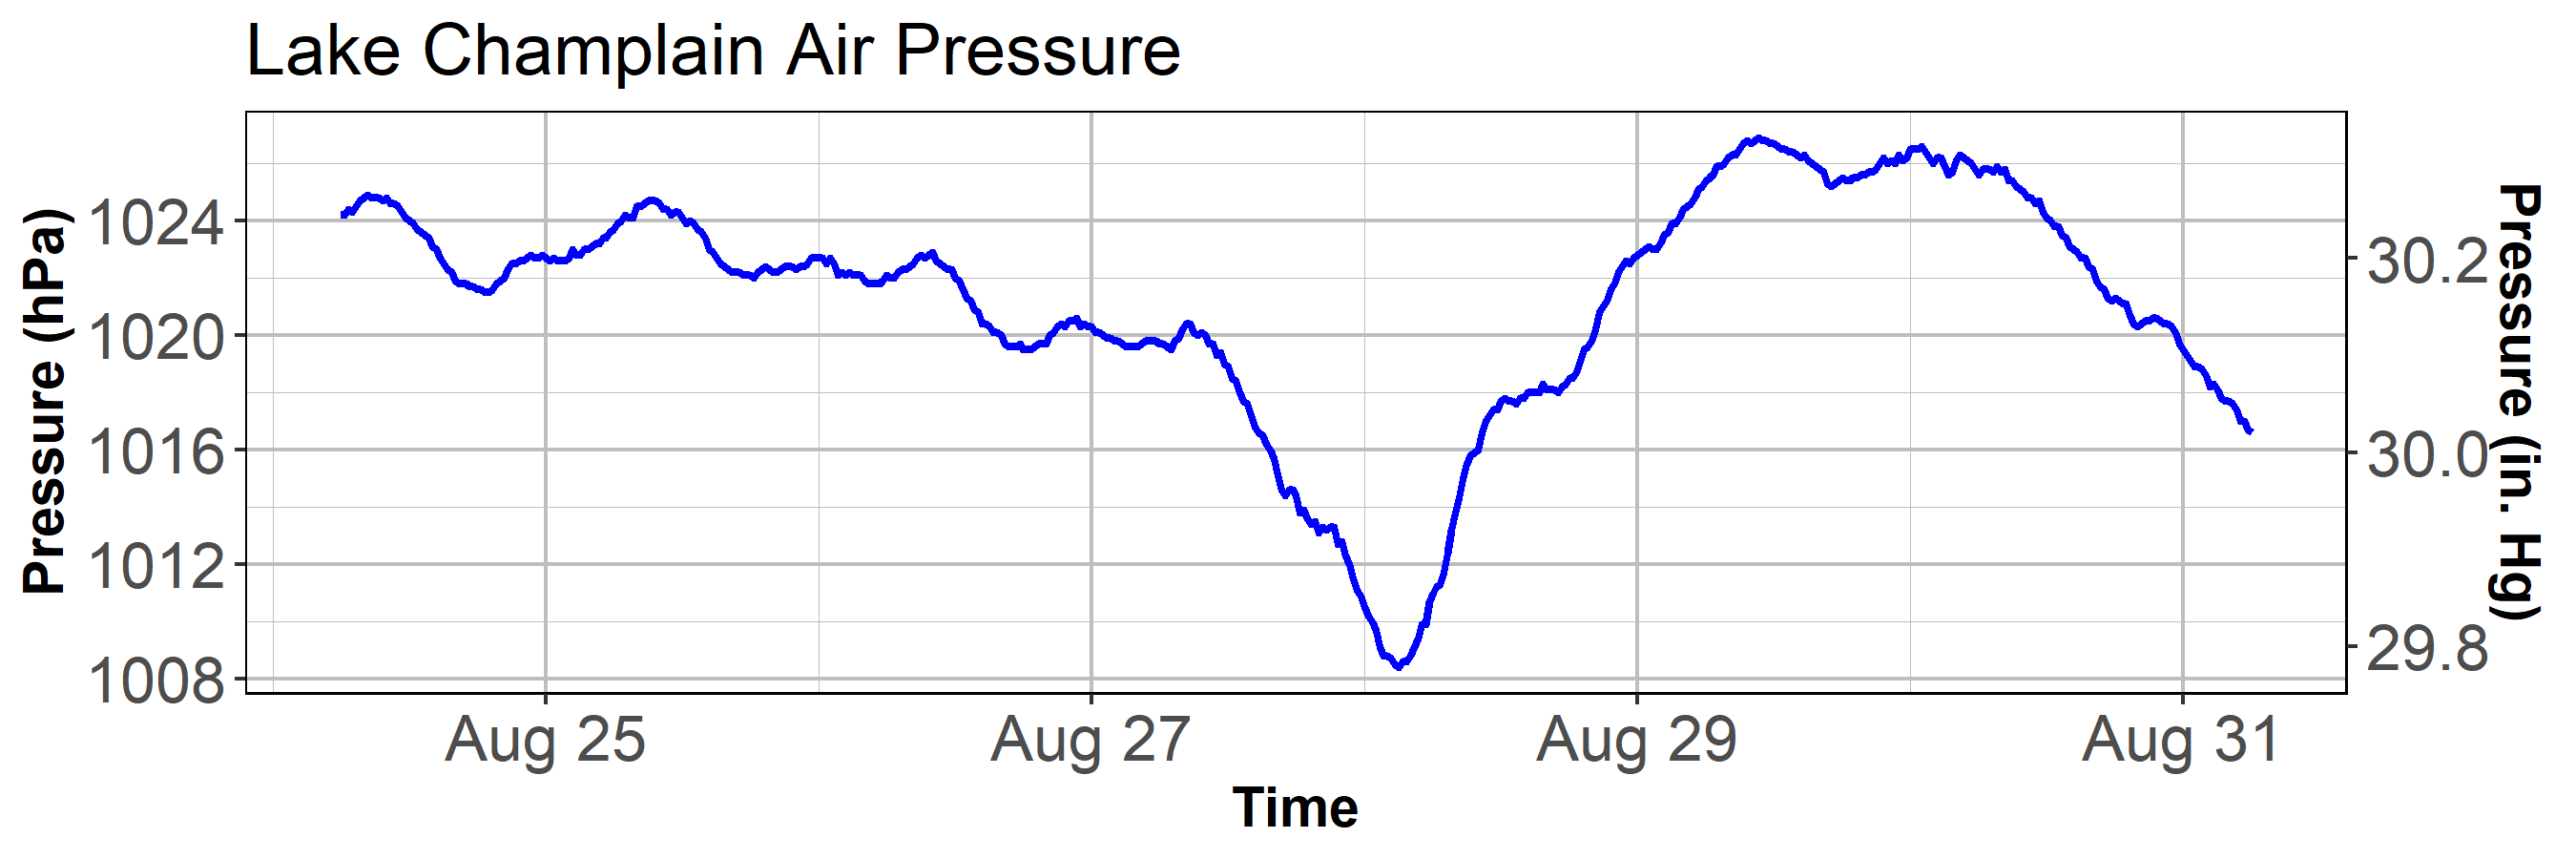 Lake Champlain Air Pressure
Pressure (hPa)
1024
1020
1016
1012
1008
30.2
30.0
29.8
Pressure (in. Hg)
Aug 25
Aug 27
Aug 29
Aug 31
Time